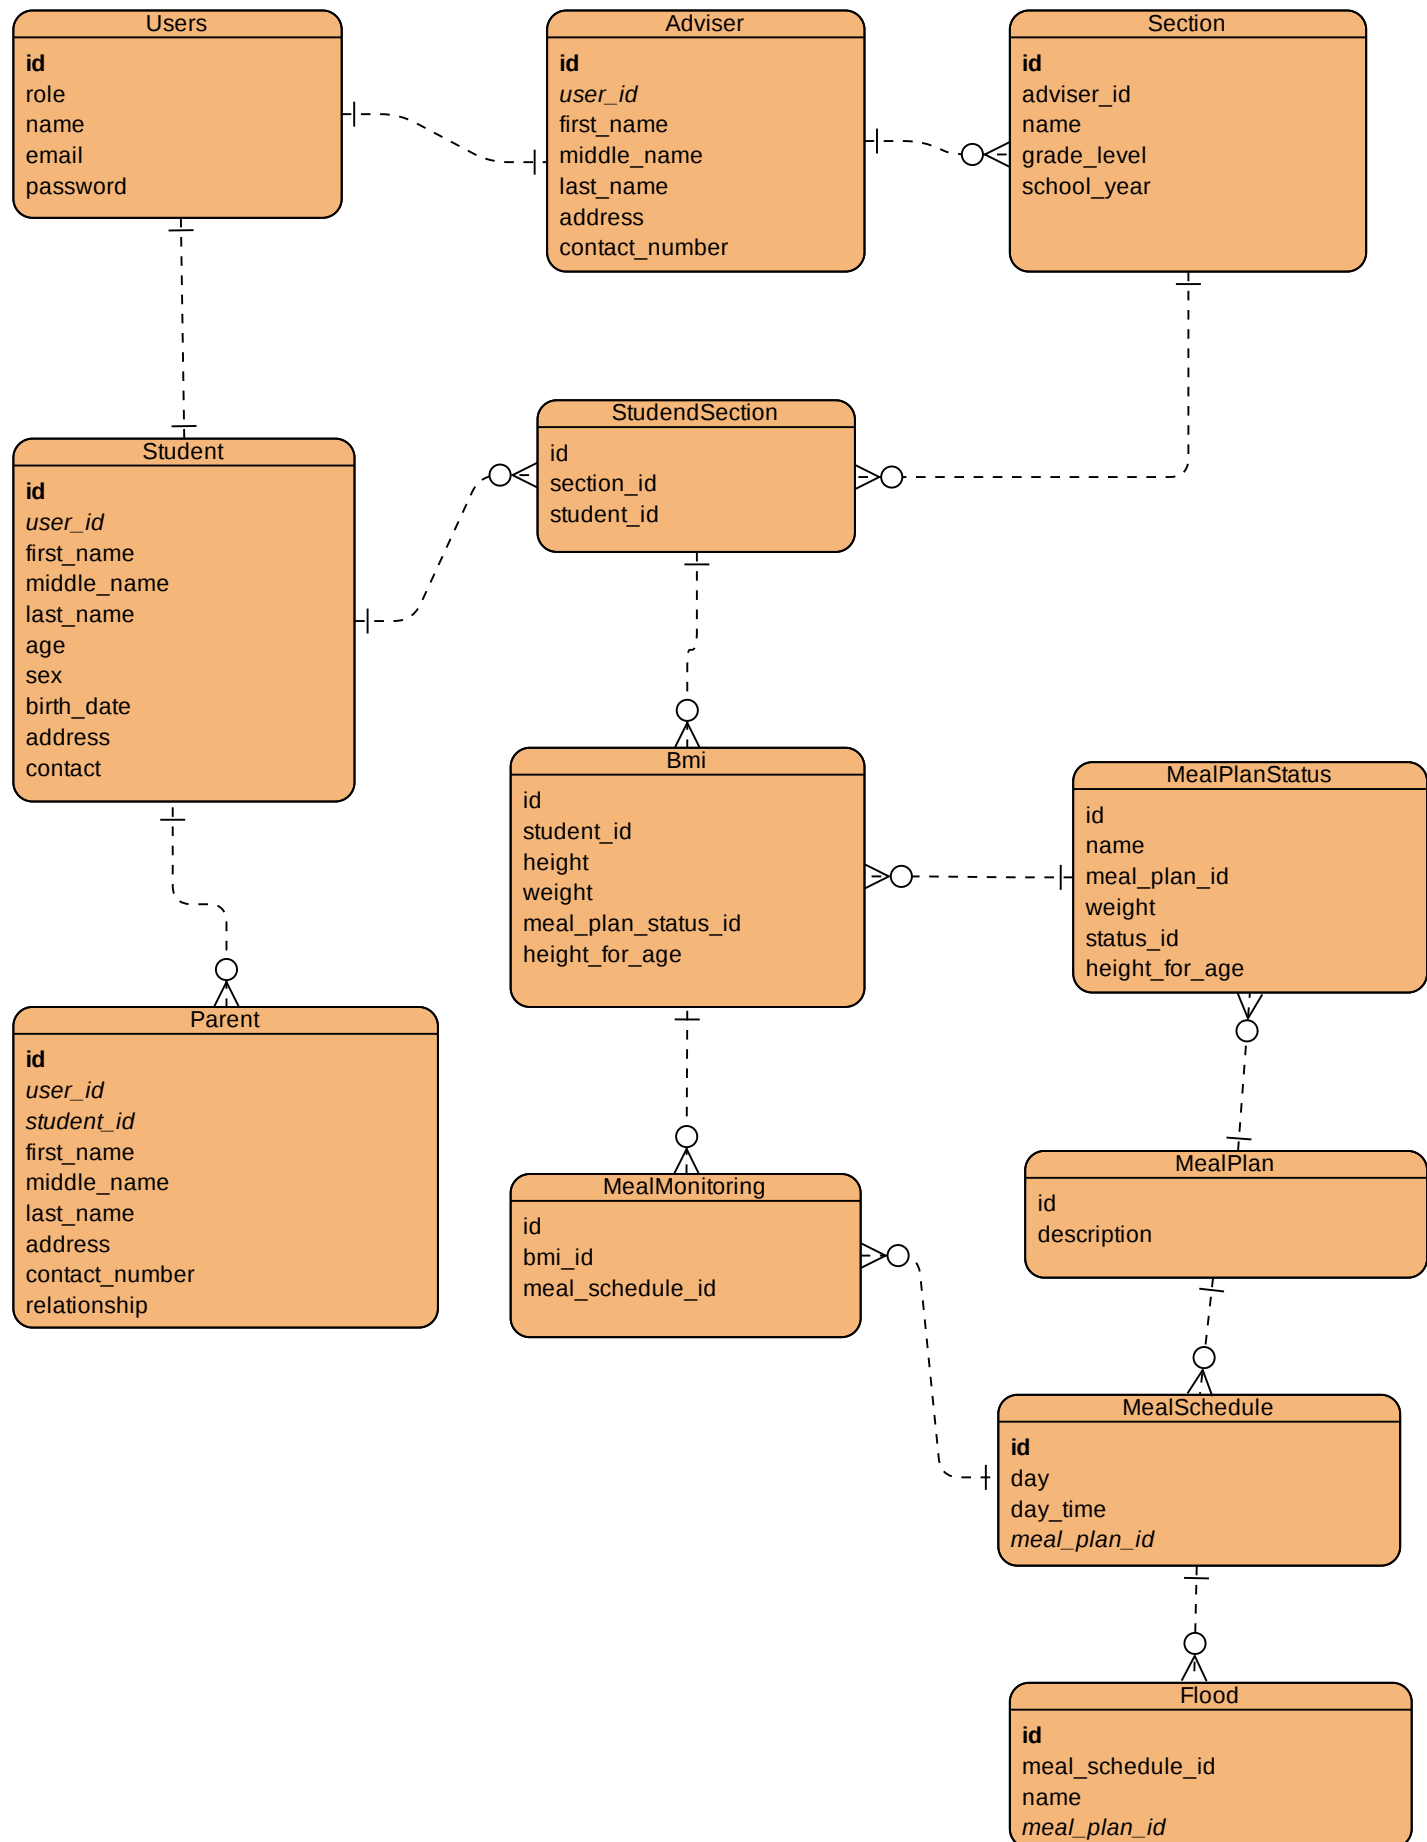 Users
id
role
name
email
password
Adviser
id
user_id
first_name
middle_name
last_name
address
contact_number
Section
id
adviser_id
name
grade_level
school_year
Student
id
user_id
first_name
middle_name
last_name
age
sex
birth_date
address
contact
StudendSection
id
section_id
student_id
Bmi
id
student_id
height
weight
meal_plan_status_id
height_for_age
MealPlanStatus
id
name
meal_plan_id
weight
status_id
height_for_age
Parent
id
user_id
student_id
first_name
middle_name
last_name
address
contact_number
relationship
MealMonitoring
id
bmi_id
meal_schedule_id
MealPlan
id
description
MealSchedule
id
day
day_time
meal_plan_id
Flood
id
meal_schedule_id
name
meal_plan_id